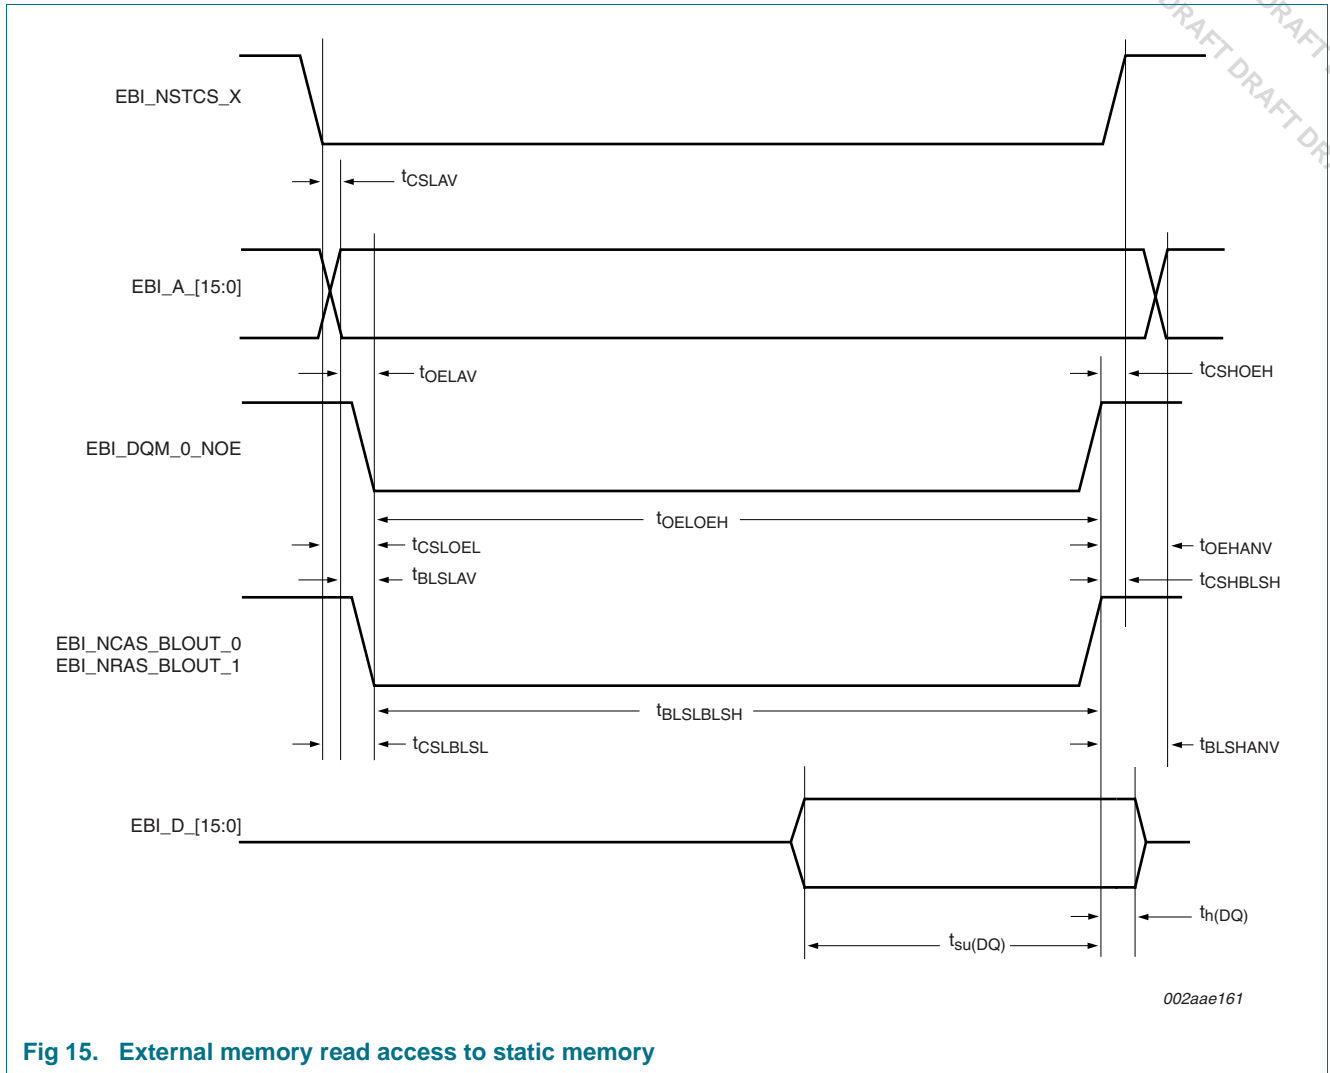 DRAFT DRAFT DRA
DRAFT
EBI_NSTCS_X
tCSLAV
EBI_A_[15:0]
tOELAV
tCSHOEH
EBI_DQM_0_NOE
tOELOEH
tCSLOEL
tOEHANV
tBLSLAV
tCSHBLSH
EBI_NCAS_BLOUT_0
EBI_NRAS_BLOUT_1
tBLSLBLSH
tCSLBLSL
tBLSHANV
EBI_D_[15:0]
th(DQ)
tsu(DQ)
002aae161
Fig 15. External memory read access to static memory